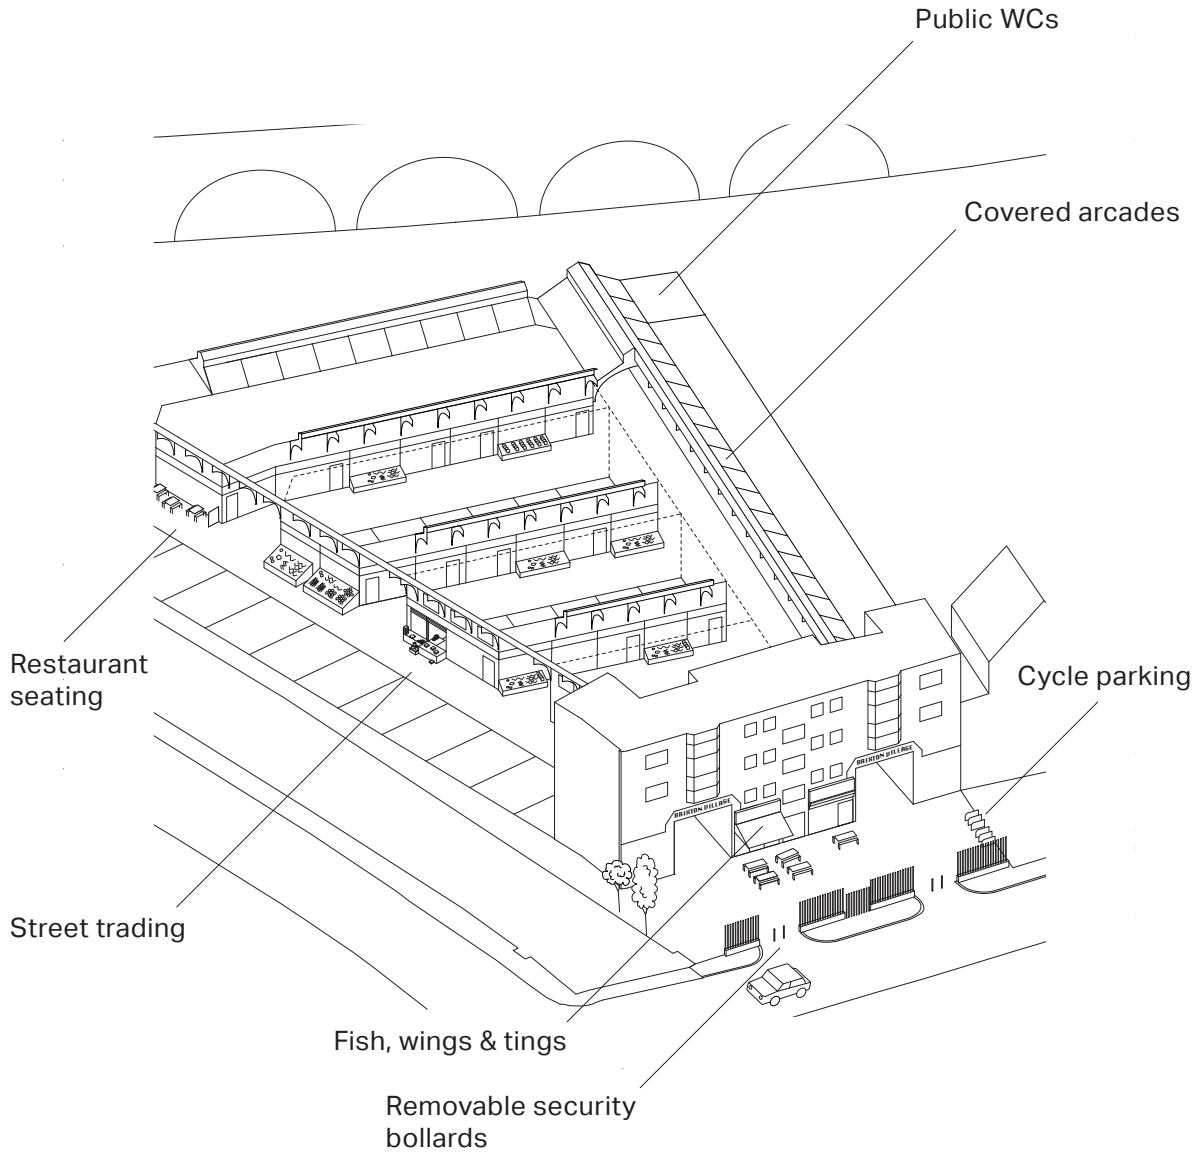 Public WCs
Covered arcades
Restaurant
seating
Cycle parking
BRIXTON VILLAGE
BRIXTON VILLAGE
Street trading
Fish, wings & tings
Removable security
bollards